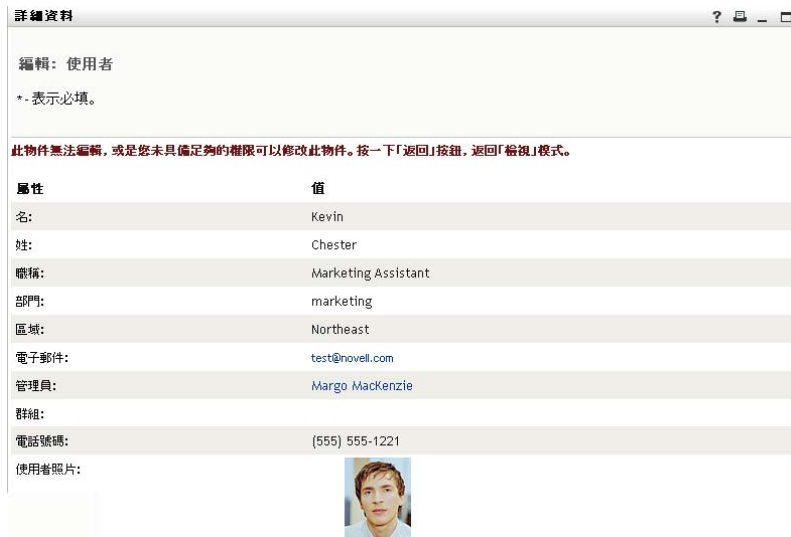 詳細資料
編輯: 使用者
*-表示必填。
此物件無法編輯, 或是您未具備足夠的權限可以修改此物件。按一下「返回」按鈕, 返回「檢視」模式。
屬性 值
名: Kevin
姓: Chester
職稱: Marketing Assistant
部門: marketing
區域: Northeast
電子郵件: test@novell.com
管理員: Margo MacKenzie
群組:
電話號碼: (555) 555-1221
使用者照片: